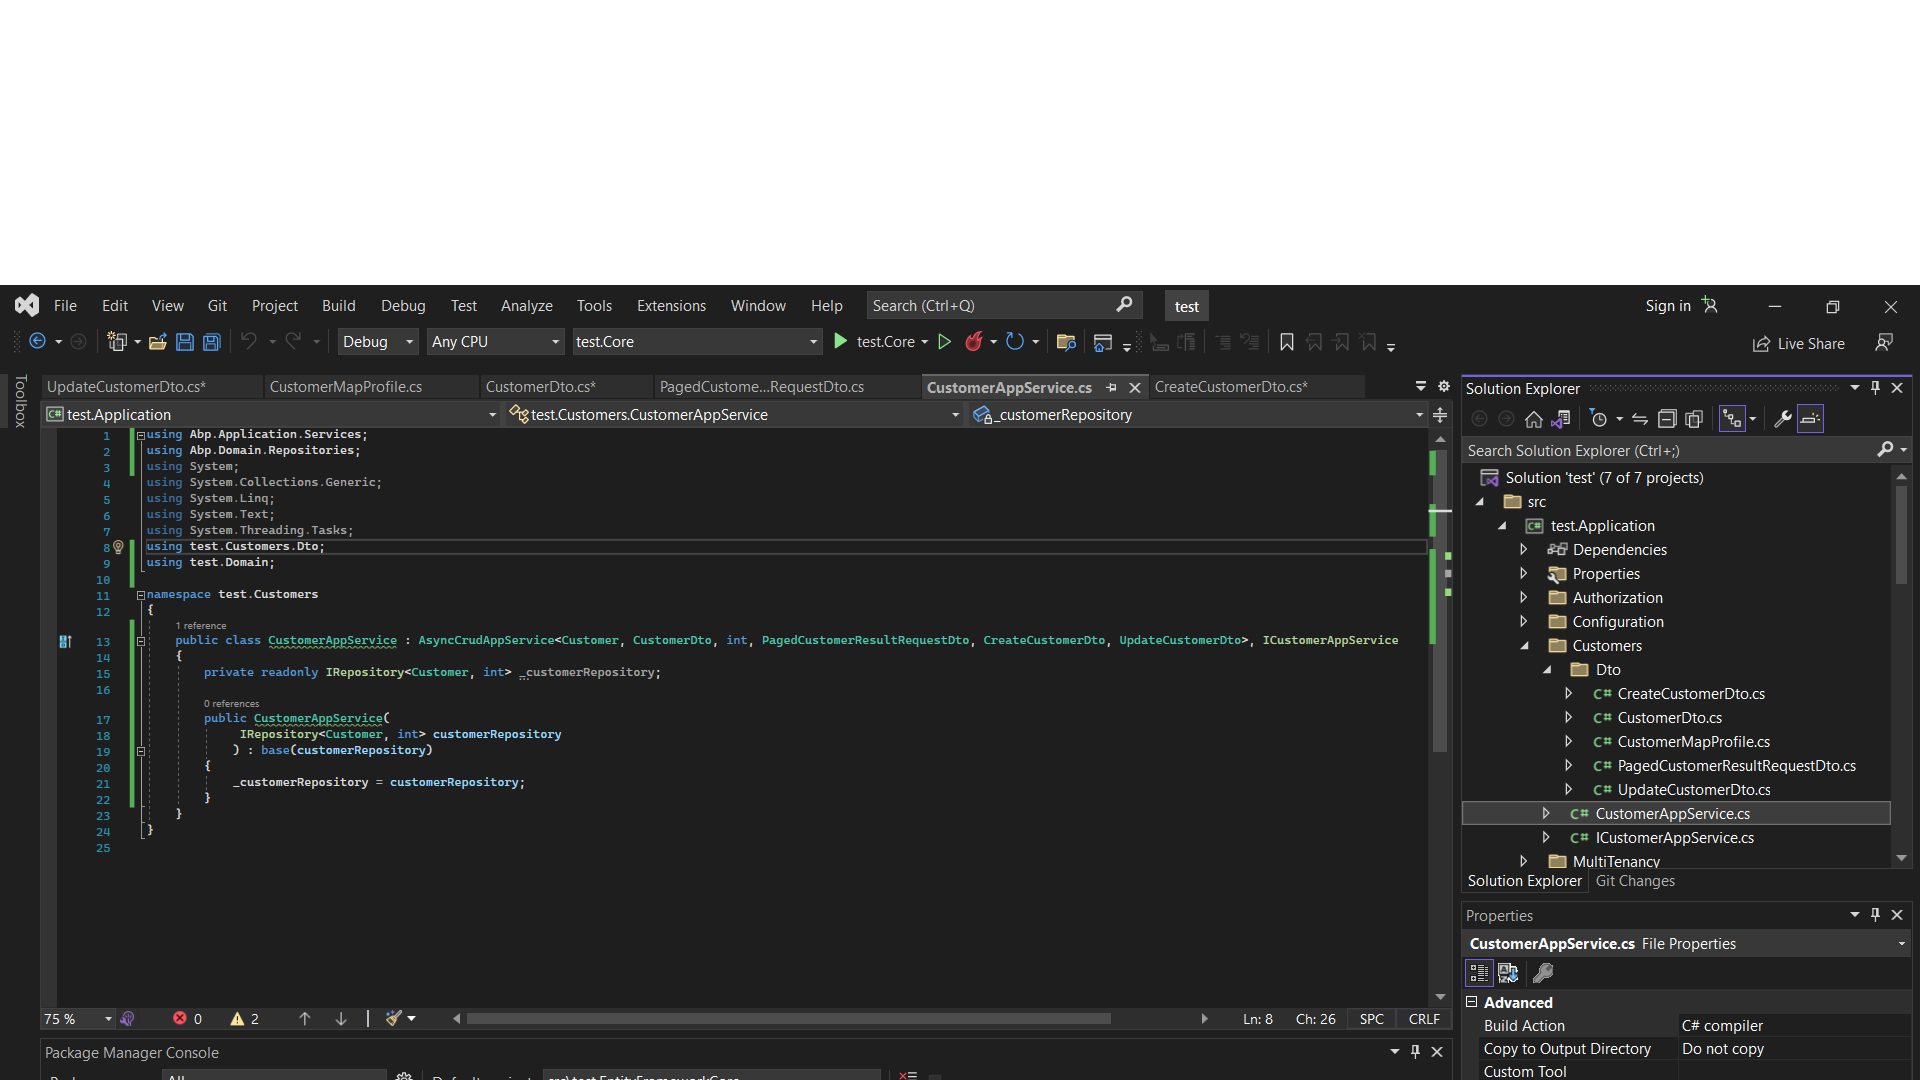 File Edit View Git Project Build Debug Test Analyze Tools Extensions Window Help Search (Ctrl+Q) test Sign in
Debug Any CPU test.Core test.Core Live Share
Toolbox
UpdateCustomerDto.cs* CustomerMapProfile.cs CustomerDto.cs* PagedCustome...RequestDto.cs CustomerAppService.cs CreateCustomerDto.cs*
test.Application test.Customers.CustomerAppService _customerRepository
1 using Abp.Application.Services;
2 using Abp.Domain.Repositories;
3 using System;
4 using System.Collections.Generic;
5 using System.Linq;
6 using System.Text;
7 using System.Threading.Tasks;
8 using test.Customers.Dto;
9 using test.Domain;
10
11 namespace test.Customers
12 {
1 reference
13 public class CustomerAppService : AsyncCrudAppService<Customer, CustomerDto, int, PagedCustomerResultRequestDto, CreateCustomerDto, UpdateCustomerDto>, ICustomerAppService
14 {
15 private readonly IRepository<Customer, int> _customerRepository;
16
0 references
17 public CustomerAppService(
18 IRepository<Customer, int> customerRepository
19 ) : base(customerRepository)
20 {
21 _customerRepository = customerRepository;
22 }
23 }
24 }
25
75 % 0 2 Ln: 8 Ch: 26 SPC CRLF
Package Manager Console
All Default src\test.EntityFrameworkCore
Solution Explorer
Search Solution Explorer (Ctrl+;)
Solution 'test' (7 of 7 projects)
src
test.Application
Dependencies
Properties
Authorization
Configuration
Customers
Dto
CreateCustomerDto.cs
CustomerDto.cs
CustomerMapProfile.cs
PagedCustomerResultRequestDto.cs
UpdateCustomerDto.cs
CustomerAppService.cs
ICustomerAppService.cs
MultiTenancy
Solution Explorer Git Changes
Properties
CustomerAppService.cs File Properties
Advanced
Build Action C# compiler
Copy to Output Directory Do not copy
Custom Tool